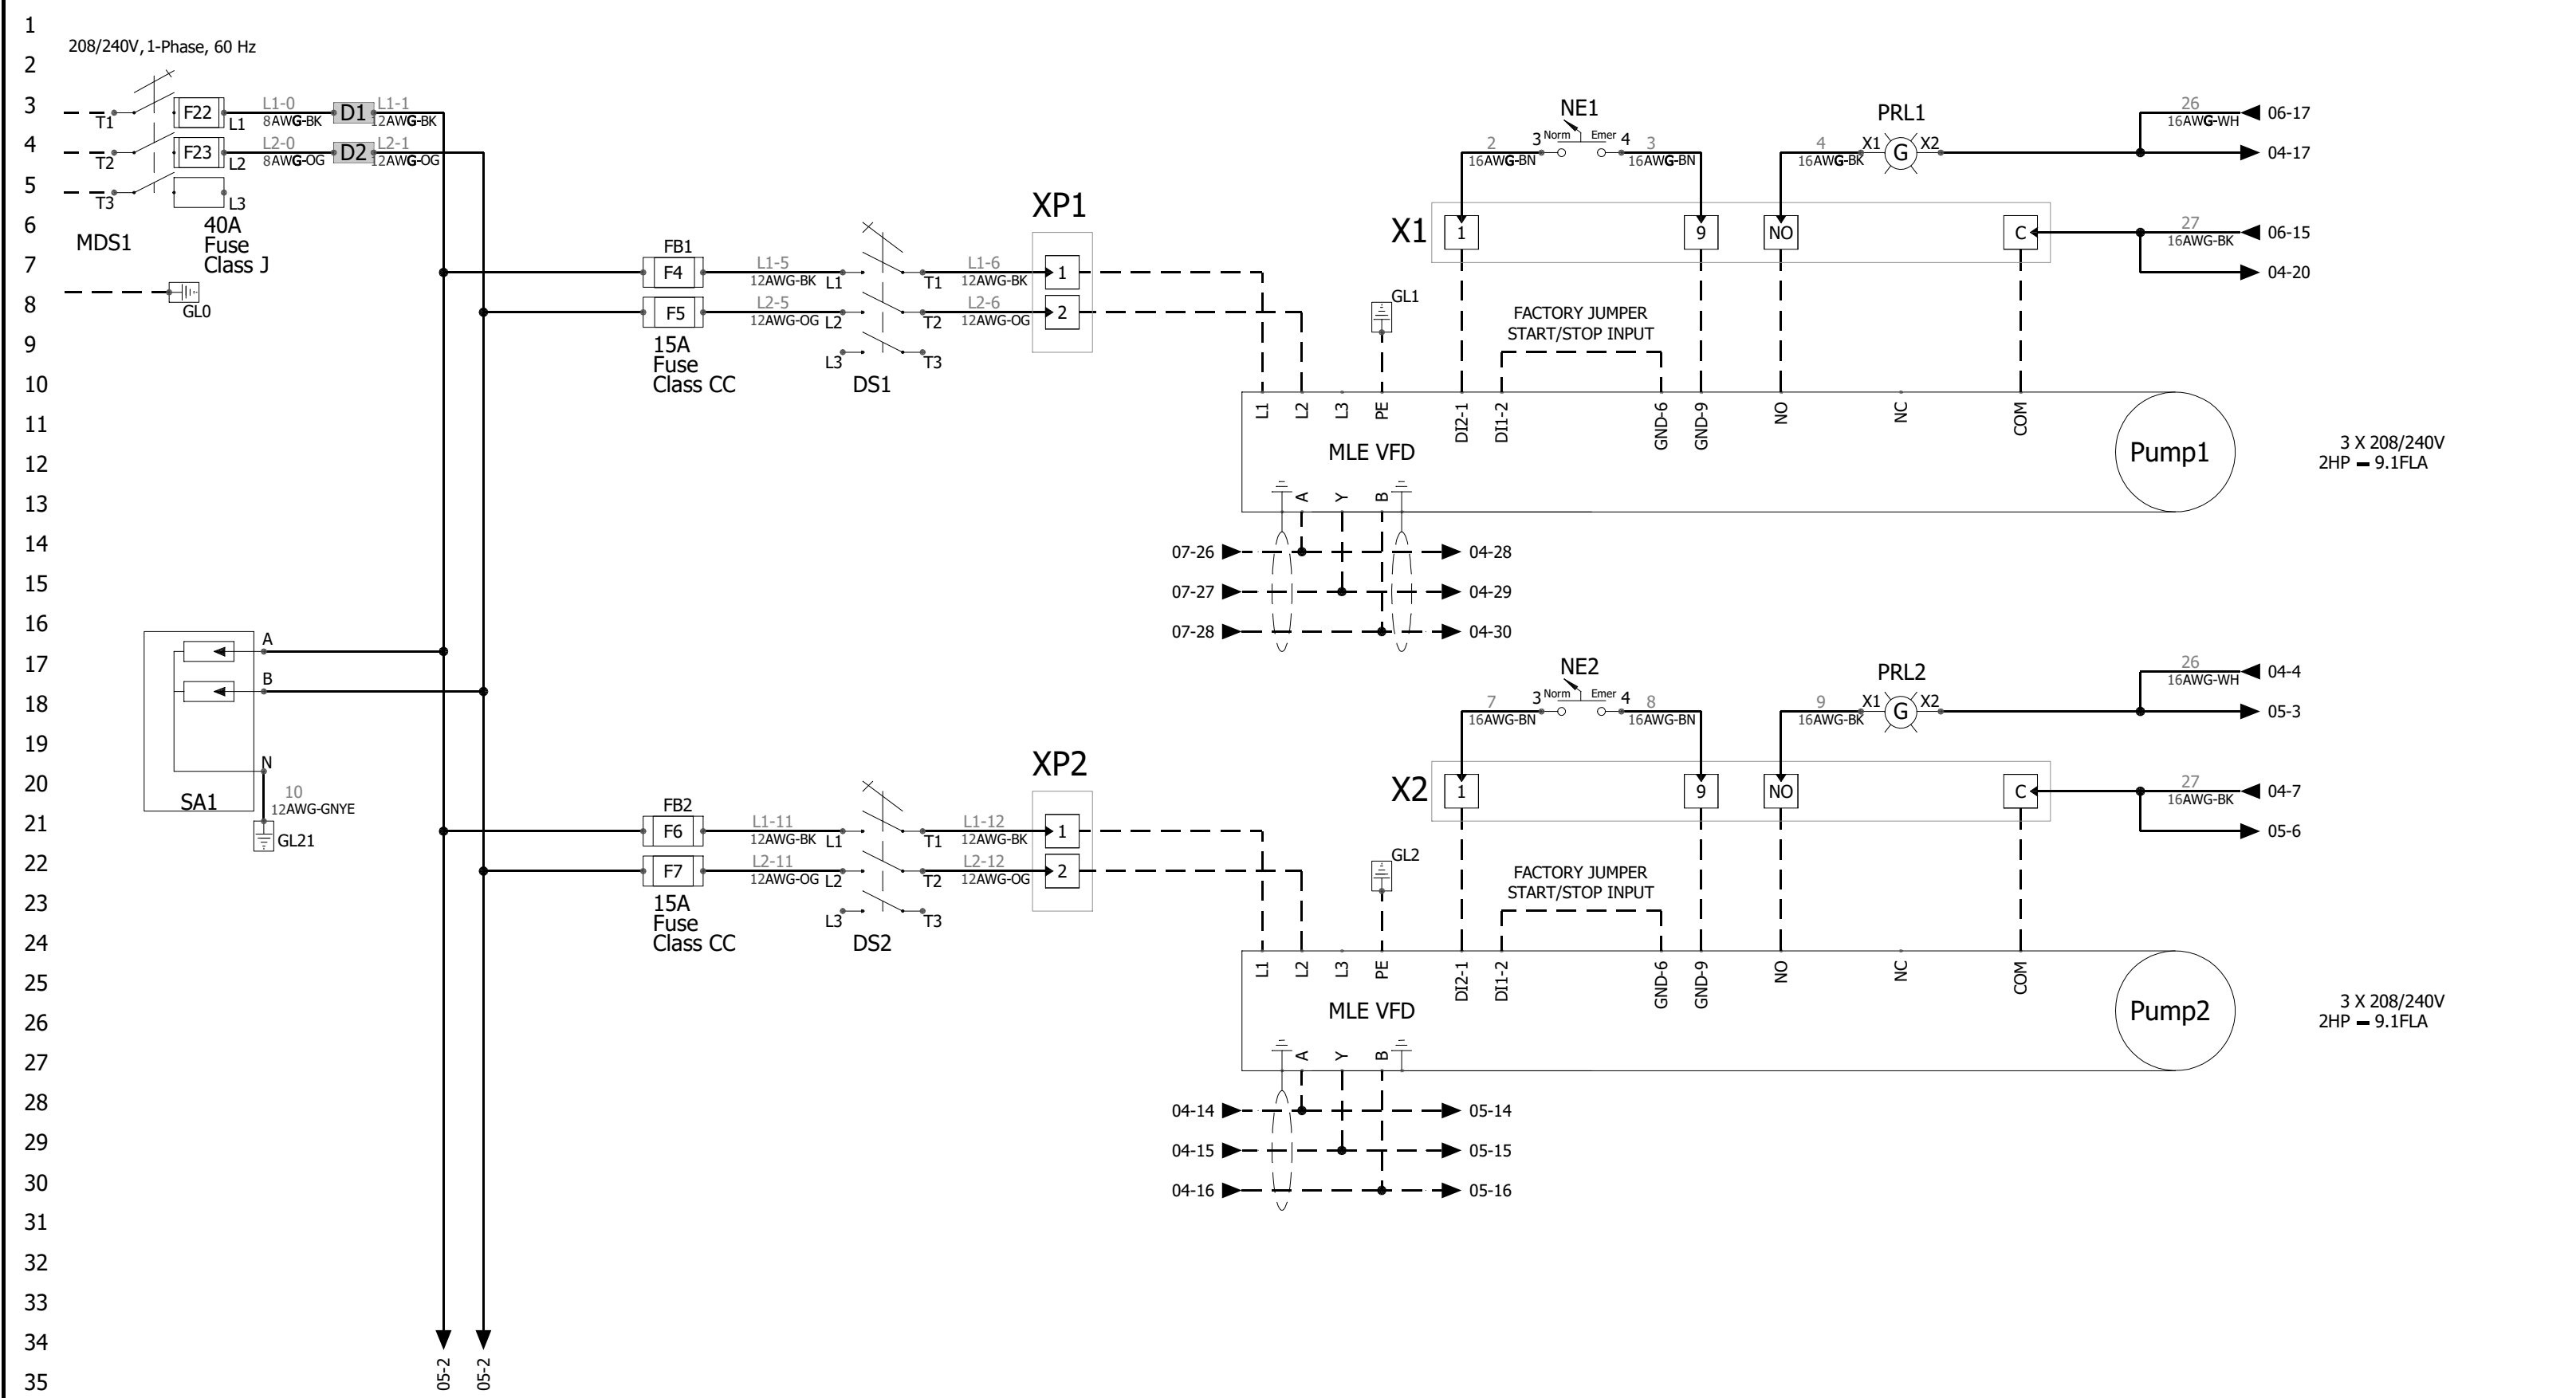 1
208/240V, 1-Phase, 60 Hz
2
3
T1
F22
L1
L1-0
8AWG-BK
D1
L1-1
12AWG-BK
NE1
PRL1
26
16AWG-WH
06-17
4
T2
F23
L2
L2-0
8AWG-OG
D2
L2-1
12AWG-OG
2
16AWG-BN
3
Norm
Emer
4
3
16AWG-BN
4
16AWG-BK
X1
G
X2
04-17
5
T3
L3
XP1
6
MDS1
40A
Fuse
Class J
FB1
X1
1
9
NO
C
27
16AWG-BK
06-15
7
F4
L1-5
12AWG-BK
L1
T1
L1-6
12AWG-BK
1
04-20
8
GL0
F5
L2-5
12AWG-OG
L2
T2
L2-6
12AWG-OG
2
GL1
FACTORY JUMPER
START/STOP INPUT
9
15A
Fuse
Class CC
L3
T3
10
DS1
11
L1
L2
L3
PE
DI2-1
DI1-2
GND-6
GND-9
NO
NC
COM
MLE VFD
Pump1
3 X 208/240V
2HP - 9.1FLA
12
13
A
Y
B
14
07-26
04-28
15
07-27
04-29
16
07-28
04-30
A
17
B
NE2
PRL2
26
16AWG-WH
04-4
18
7
16AWG-BN
3
Norm
Emer
4
8
16AWG-BN
9
16AWG-BK
X1
G
X2
05-3
19
N
XP2
20
SA1
10
12AWG-GNYE
FB2
X2
1
9
NO
C
27
16AWG-BK
04-7
21
GL21
F6
L1-11
12AWG-BK
L1
T1
L1-12
12AWG-BK
1
05-6
22
F7
L2-11
12AWG-OG
L2
T2
L2-12
12AWG-OG
2
GL2
FACTORY JUMPER
START/STOP INPUT
23
15A
Fuse
Class CC
L3
T3
24
DS2
25
L1
L2
L3
PE
DI2-1
DI1-2
GND-6
GND-9
NO
NC
COM
MLE VFD
Pump2
3 X 208/240V
2HP - 9.1FLA
26
27
A
Y
B
28
04-14
05-14
29
04-15
05-15
30
04-16
05-16
31
32
33
34
35
05-2
05-2